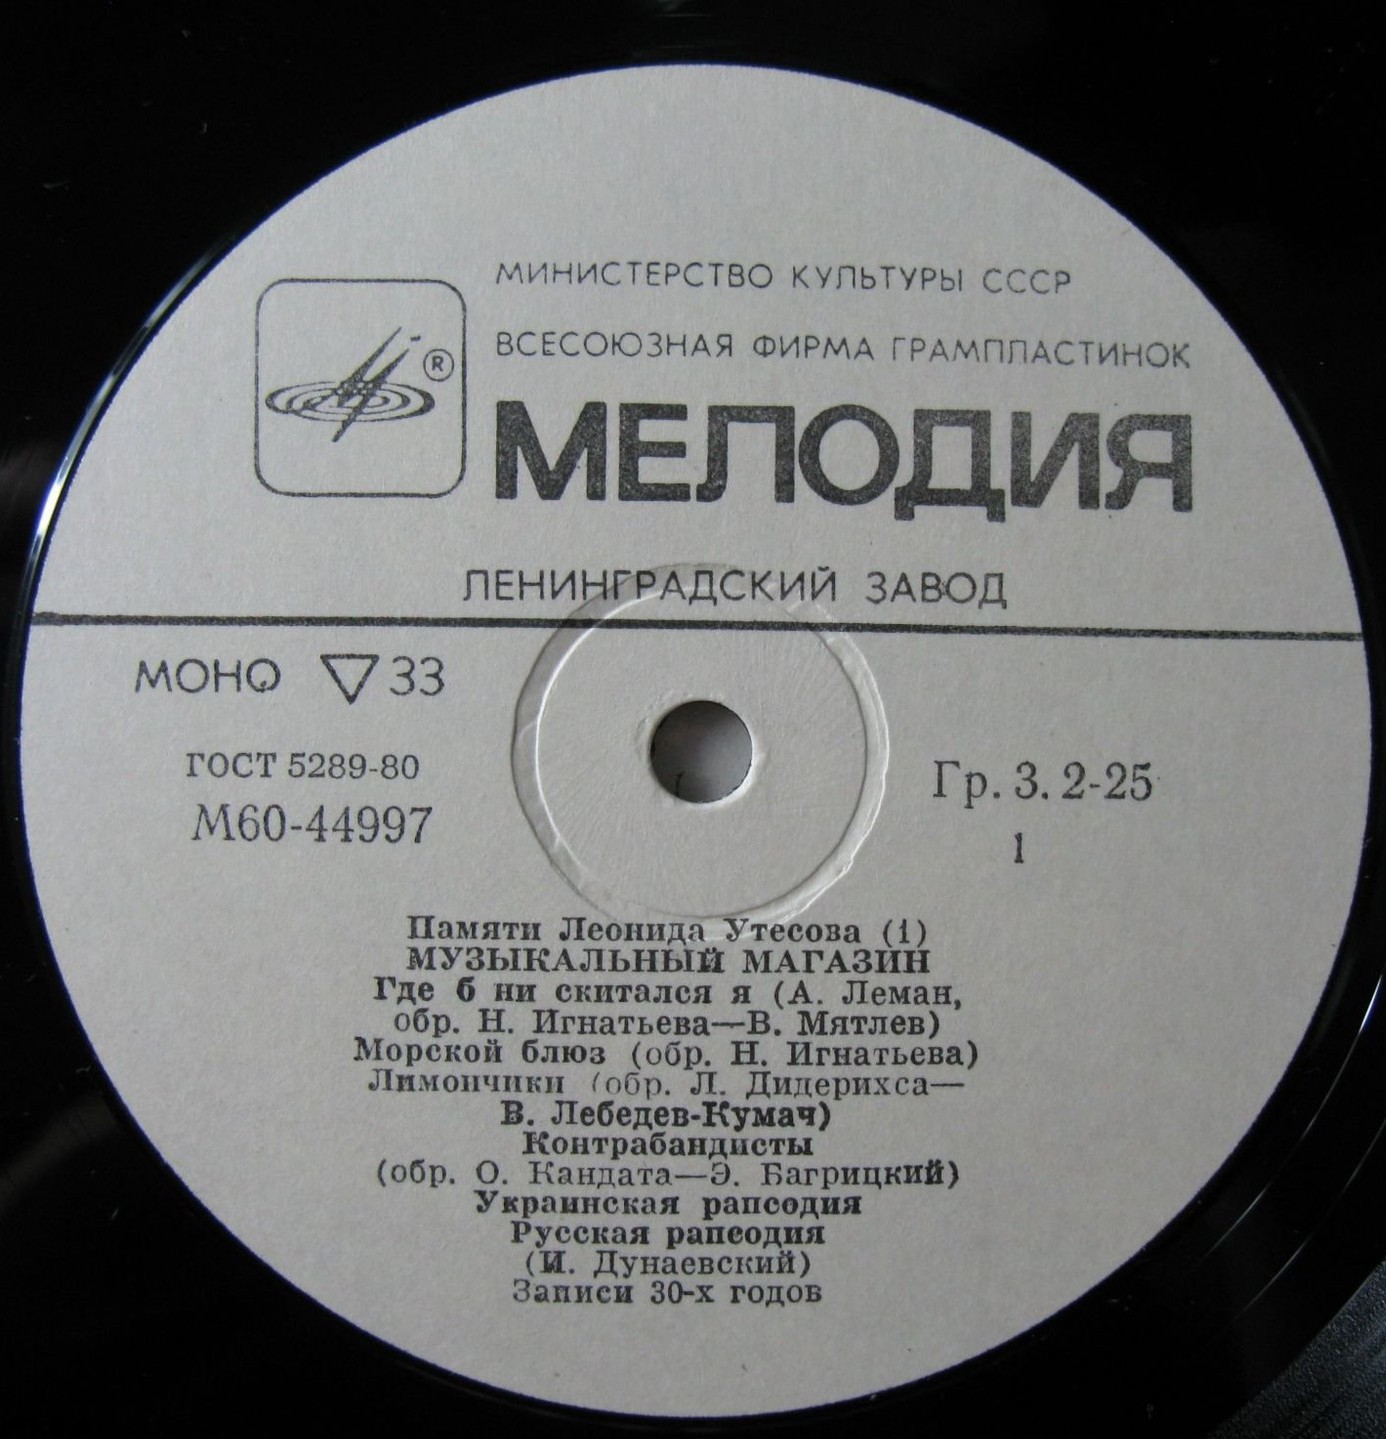 МИНИСТЕРСТВО КУЛЬТУРЫ СССР
ВСЕСОЮЗНАЯ ФИРМА ГРАМПЛАСТИНОК
®
МЕЛОДИЯ
ЛЕНИНГРАДСКИЙ ЗАВОД
МОНО ▽ 33
ГОСТ 5289-80
М60-44997
Гр. 3. 2-25
1
Памяти Леонида Утесова (1)
МУЗЫКАЛЬНЫЙ МАГАЗИН
Где б ни скитался я (А. Леман,
обр. Н. Игнатьева—В. Мятлев)
Морской блюз (обр. Н. Игнатьева)
Лимончики (обр. Л. Дидерихса—
В. Лебедев-Кумач)
Контрабандисты
(обр. О. Кандата—Э. Багрицкий)
Украинская рапсодия
Русская рапсодия
(И. Дунаевский)
Записи 30-х годов